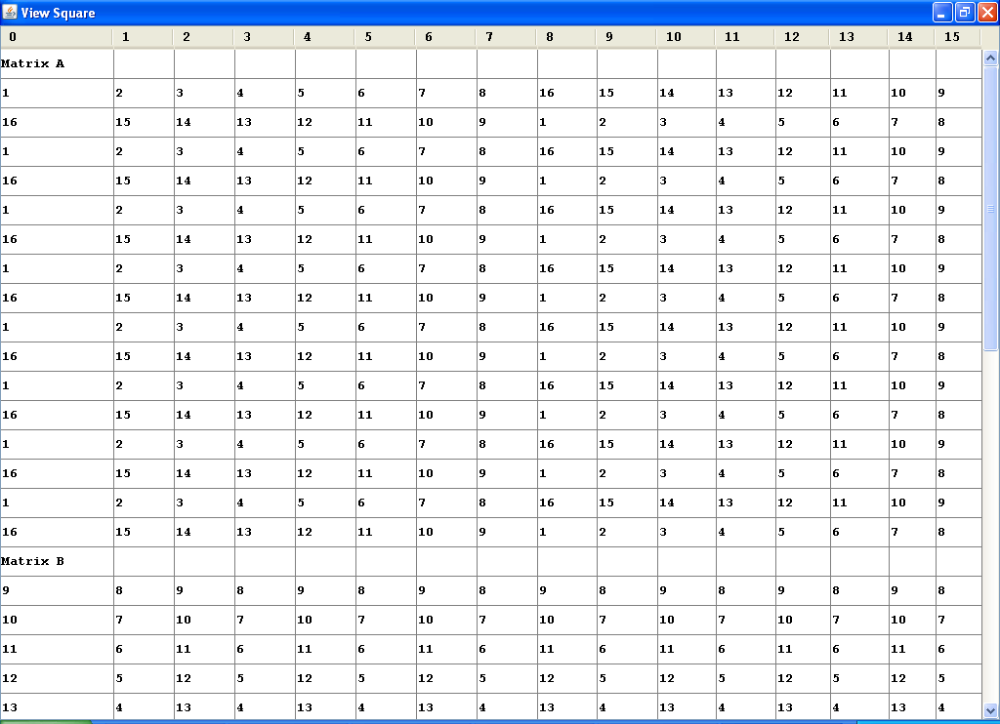 View Square
0 1 2 3 4 5 6 7 8 9 10 11 12 13 14 15
Matrix A
1 2 3 4 5 6 7 8 16 15 14 13 12 11 10 9
16 15 14 13 12 11 10 9 1 2 3 4 5 6 7 8
1 2 3 4 5 6 7 8 16 15 14 13 12 11 10 9
16 15 14 13 12 11 10 9 1 2 3 4 5 6 7 8
1 2 3 4 5 6 7 8 16 15 14 13 12 11 10 9
16 15 14 13 12 11 10 9 1 2 3 4 5 6 7 8
1 2 3 4 5 6 7 8 16 15 14 13 12 11 10 9
16 15 14 13 12 11 10 9 1 2 3 4 5 6 7 8
1 2 3 4 5 6 7 8 16 15 14 13 12 11 10 9
16 15 14 13 12 11 10 9 1 2 3 4 5 6 7 8
1 2 3 4 5 6 7 8 16 15 14 13 12 11 10 9
16 15 14 13 12 11 10 9 1 2 3 4 5 6 7 8
1 2 3 4 5 6 7 8 16 15 14 13 12 11 10 9
16 15 14 13 12 11 10 9 1 2 3 4 5 6 7 8
1 2 3 4 5 6 7 8 16 15 14 13 12 11 10 9
16 15 14 13 12 11 10 9 1 2 3 4 5 6 7 8
Matrix B
9 8 9 8 9 8 9 8 9 8 9 8 9 8 9 8
10 7 10 7 10 7 10 7 10 7 10 7 10 7 10 7
11 6 11 6 11 6 11 6 11 6 11 6 11 6 11 6
12 5 12 5 12 5 12 5 12 5 12 5 12 5 12 5
13 4 13 4 13 4 13 4 13 4 13 4 13 4 13 4